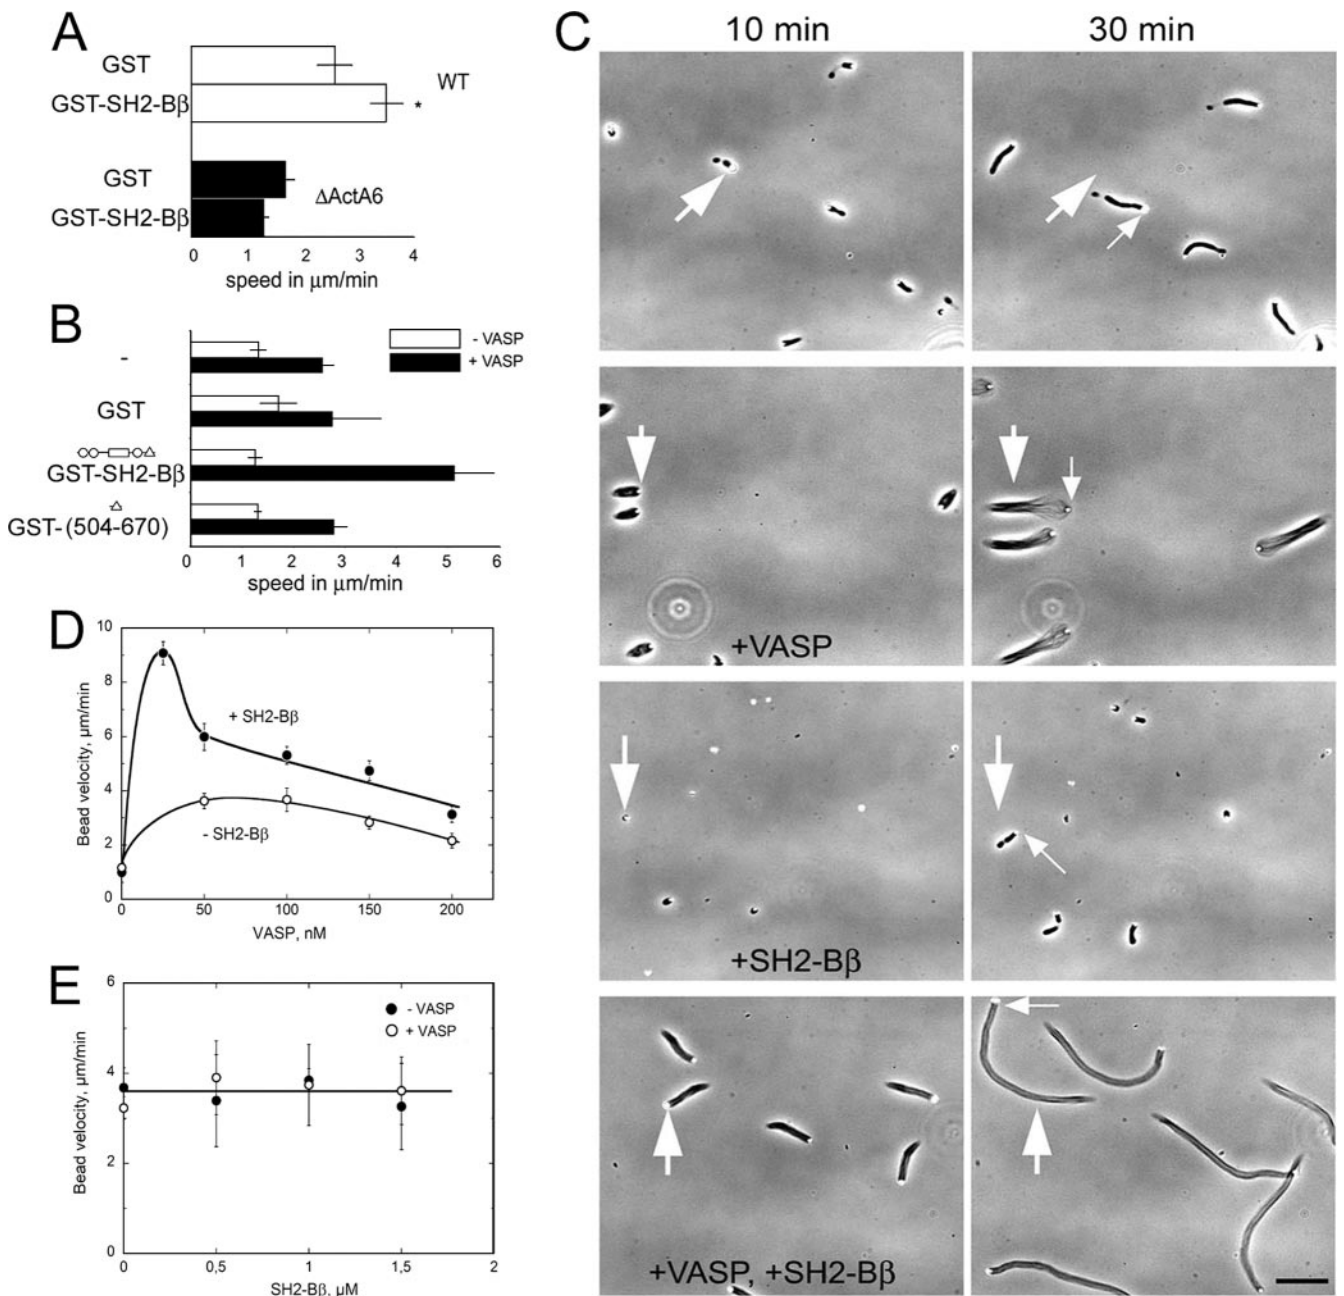 A
GST
GST-SH2-Bβ
WT
*
GST
GST-SH2-Bβ
ΔActA6
0 1 2 3 4
speed in μm/min
B
- VASP
+ VASP
-
GST
GST-SH2-Bβ
GST-(504-670)
0 1 2 3 4 5 6
speed in μm/min
C
10 min
30 min
+VASP
+SH2-Bβ
+VASP, +SH2-Bβ
D
Bead velocity, μm/min
10
8
6
4
2
0
+ SH2-Bβ
- SH2-Bβ
0 50 100 150 200
VASP, nM
E
Bead velocity, μm/min
6
4
2
0
- VASP
+ VASP
0 0,5 1 1,5 2
SH2-Bβ, μM